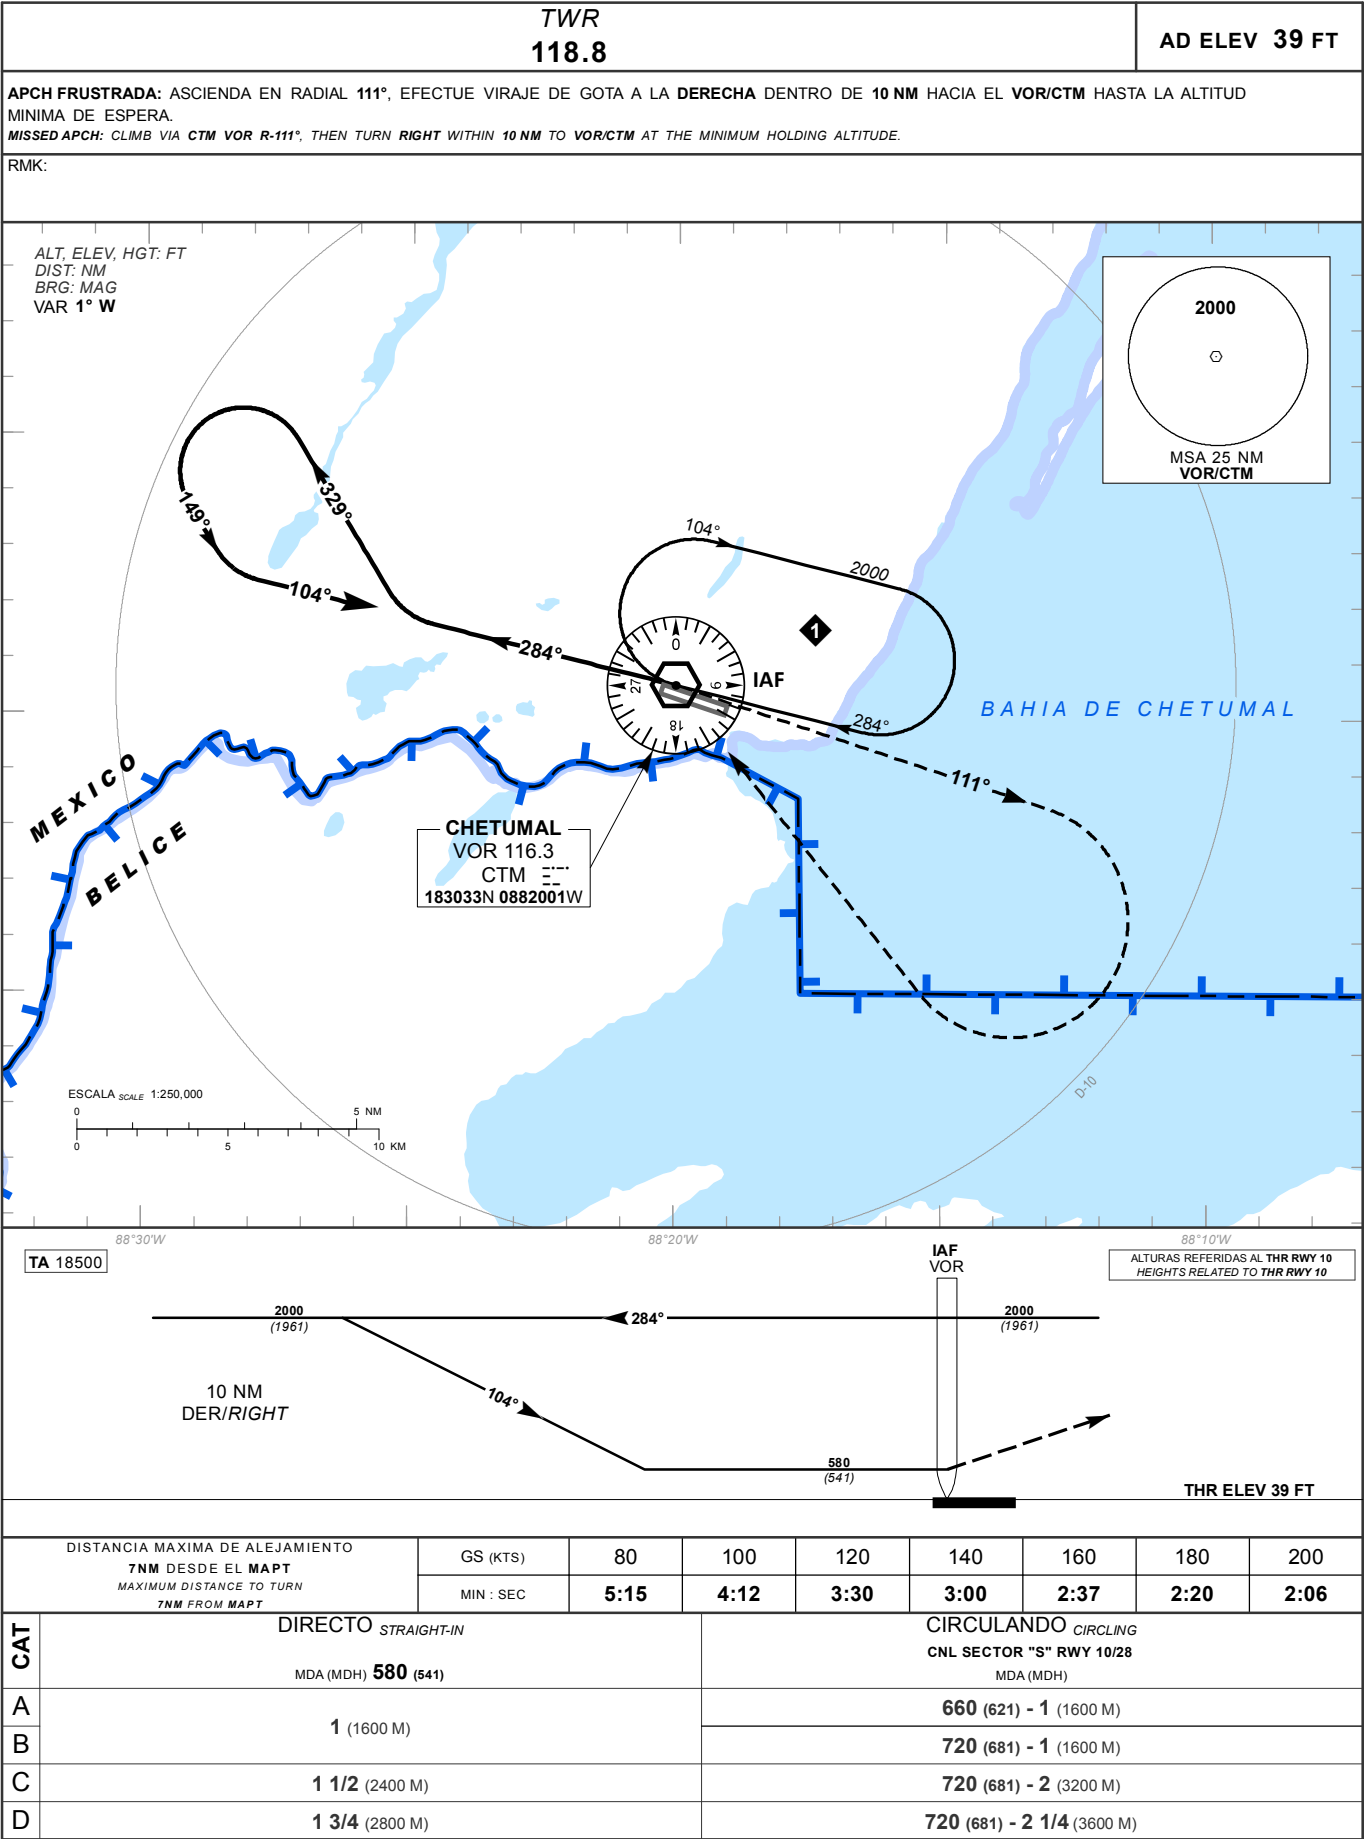 TWR
118.8
AD ELEV 39 FT
APCH FRUSTRADA: ASCIENDA EN RADIAL 111°, EFECTUE VIRAJE DE GOTA A LA DERECHA DENTRO DE 10 NM HACIA EL VOR/CTM HASTA LA ALTITUD
MINIMA DE ESPERA.
MISSED APCH: CLIMB VIA CTM VOR R-111°, THEN TURN RIGHT WITHIN 10 NM TO VOR/CTM AT THE MINIMUM HOLDING ALTITUDE.
RMK:
ALT, ELEV, HGT: FT
DIST: NM
BRG: MAG
VAR 1° W
2000
MSA 25 NM
VOR/CTM
329°
149°
104°
284°
104°
2000
1
0
9
18
27
IAF
284°
111°
BAHIA DE CHETUMAL
MEXICO
BELICE
CHETUMAL
VOR 116.3
CTM
183033N 0882001W
D-10
ESCALA SCALE 1:250,000
0 5 NM
0 5 10 KM
88°30'W
88°20'W
88°10'W
TA 18500
IAF
VOR
ALTURAS REFERIDAS AL THR RWY 10
HEIGHTS RELATED TO THR RWY 10
2000
(1961)
284°
2000
(1961)
10 NM
DER/RIGHT
104°
580
(541)
THR ELEV 39 FT
DISTANCIA MAXIMA DE ALEJAMIENTO
7NM DESDE EL MAPT
MAXIMUM DISTANCE TO TURN
7NM FROM MAPT
GS (KTS) 80 100 120 140 160 180 200
MIN : SEC 5:15 4:12 3:30 3:00 2:37 2:20 2:06
CAT
DIRECTO STRAIGHT-IN
MDA (MDH) 580 (541)
CIRCULANDO CIRCLING
CNL SECTOR "S" RWY 10/28
MDA (MDH)
A
B
1 (1600 M)
660 (621) - 1 (1600 M)
720 (681) - 1 (1600 M)
C 1 1/2 (2400 M) 720 (681) - 2 (3200 M)
D 1 3/4 (2800 M) 720 (681) - 2 1/4 (3600 M)